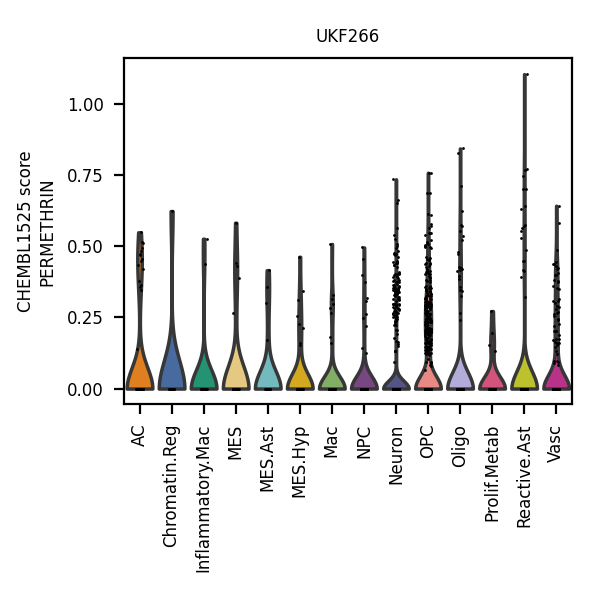 UKF266
CHEMBL1525 score
PERMETHRIN
1.00
0.75
0.50
0.25
0.00
AC
Chromatin.Reg
Inflammatory.Mac
MES
MES.Ast
MES.Hyp
Mac
NPC
Neuron
OPC
Oligo
Prolif.Metab
Reactive.Ast
Vasc